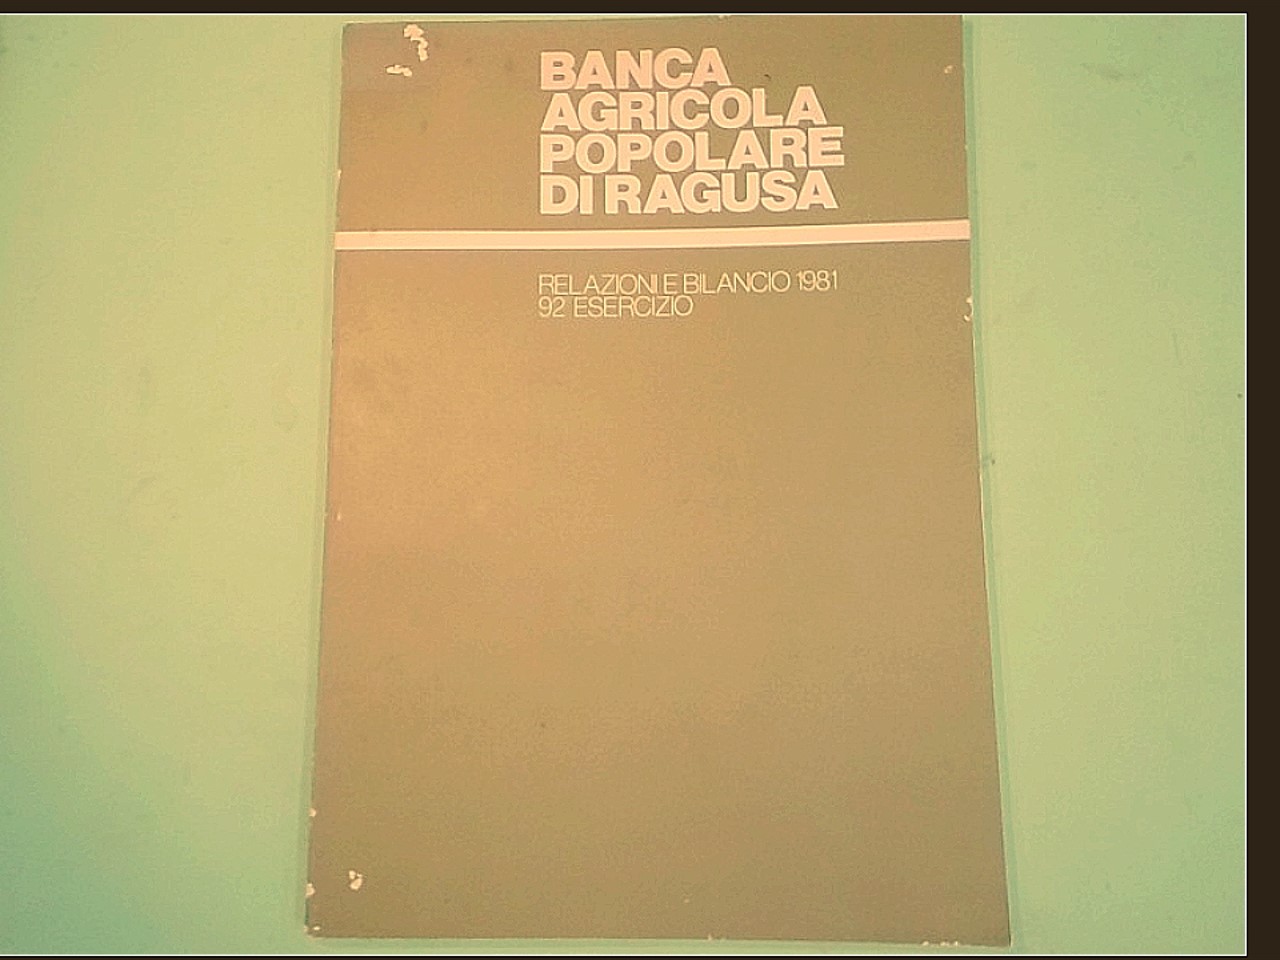 BANCA
AGRICOLA
POPOLARE
DI RAGUSA
RELAZIONI E BILANCIO 1981
92 ESERCIZIO